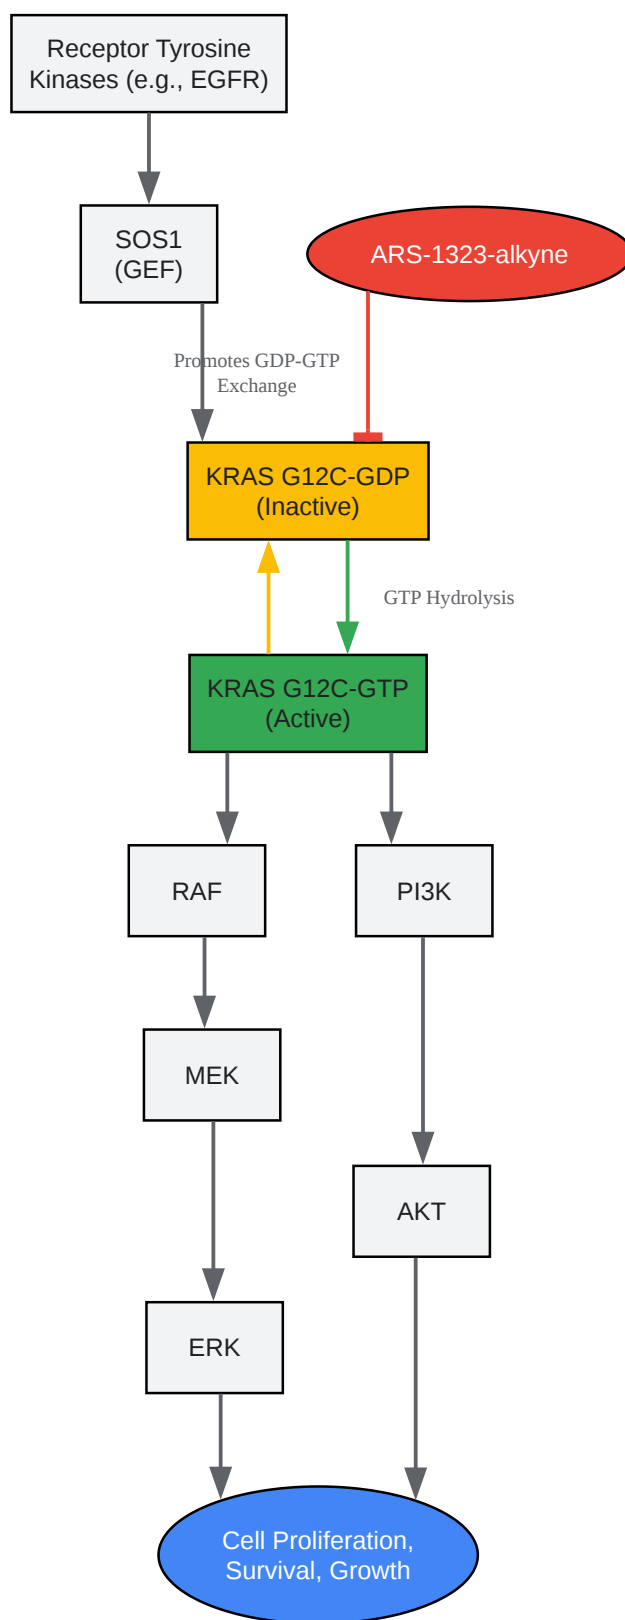 Receptor Tyrosine
Kinases (e.g., EGFR)
SOS1
(GEF)
ARS-1323-alkyne
Promotes GDP-GTP
Exchange
KRAS G12C-GDP
(Inactive)
GTP Hydrolysis
KRAS G12C-GTP
(Active)
RAF
PI3K
MEK
AKT
ERK
Cell Proliferation,
Survival, Growth